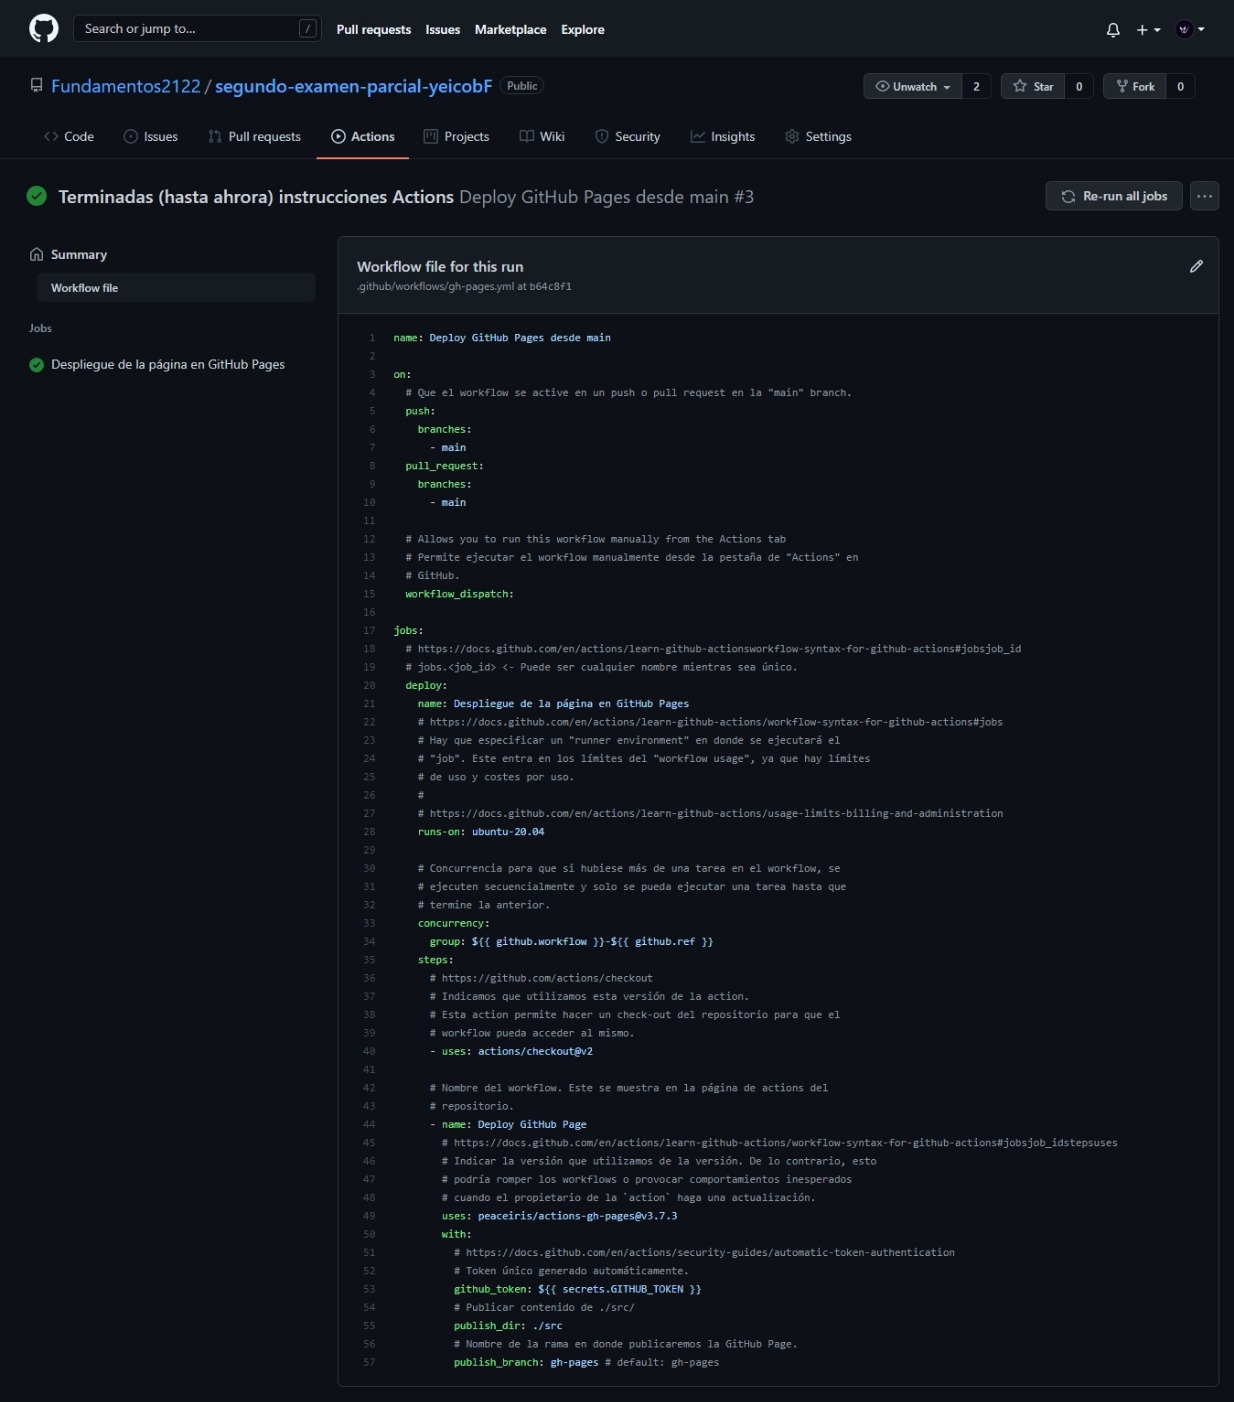 Search or jump to... /
Pull requests Issues Marketplace Explore
Fundamentos2122 / segundo-examen-parcial-yeicobF Public
Unwatch 2 Star 0 Fork 0
Code Issues Pull requests Actions Projects Wiki Security Insights Settings
Terminadas (hasta ahrora) instrucciones Actions Deploy GitHub Pages desde main #3
Re-run all jobs ...
Summary
Workflow file
Jobs
Despliegue de la página en GitHub Pages
Workflow file for this run
.github/workflows/gh-pages.yml at b64c8f1
1 name: Deploy GitHub Pages desde main
2
3 on:
4 # Que el workflow se active en un push o pull request en la "main" branch.
5 push:
6 branches:
7 - main
8 pull_request:
9 branches:
10 - main
11
12 # Allows you to run this workflow manually from the Actions tab
13 # Permite ejecutar el workflow manualmente desde la pestaña de "Actions" en
14 # GitHub.
15 workflow_dispatch:
16
17 jobs:
18 # https://docs.github.com/en/actions/learn-github-actionsworkflow-syntax-for-github-actions#jobsjob_id
19 # jobs.<job_id> <- Puede ser cualquier nombre mientras sea único.
20 deploy:
21 name: Despliegue de la página en GitHub Pages
22 # https://docs.github.com/en/actions/learn-github-actions/workflow-syntax-for-github-actions#jobs
23 # Hay que especificar un "runner environment" en donde se ejecutará el
24 # "job". Este entra en los límites del "workflow usage", ya que hay límites
25 # de uso y costes por uso.
26 #
27 # https://docs.github.com/en/actions/learn-github-actions/usage-limits-billing-and-administration
28 runs-on: ubuntu-20.04
29
30 # Concurrencia para que si hubiese más de una tarea en el workflow, se
31 # ejecuten secuencialmente y solo se pueda ejecutar una tarea hasta que
32 # termine la anterior.
33 concurrency:
34 group: ${{ github.workflow }}-${{ github.ref }}
35 steps:
36 # https://github.com/actions/checkout
37 # Indicamos que utilizamos esta versión de la action.
38 # Esta action permite hacer un check-out del repositorio para que el
39 # workflow pueda acceder al mismo.
40 - uses: actions/checkout@v2
41
42 # Nombre del workflow. Este se muestra en la página de actions del
43 # repositorio.
44 - name: Deploy GitHub Page
45 # https://docs.github.com/en/actions/learn-github-actions/workflow-syntax-for-github-actions#jobsjob_idstepsuses
46 # Indicar la versión que utilizamos de la versión. De lo contrario, esto
47 # podría romper los workflows o provocar comportamientos inesperados
48 # cuando el propietario de la `action` haga una actualización.
49 uses: peaceiris/actions-gh-pages@v3.7.3
50 with:
51 # https://docs.github.com/en/actions/security-guides/automatic-token-authentication
52 # Token único generado automáticamente.
53 github_token: ${{ secrets.GITHUB_TOKEN }}
54 # Publicar contenido de ./src/
55 publish_dir: ./src
56 # Nombre de la rama en donde publicaremos la GitHub Page.
57 publish_branch: gh-pages # default: gh-pages